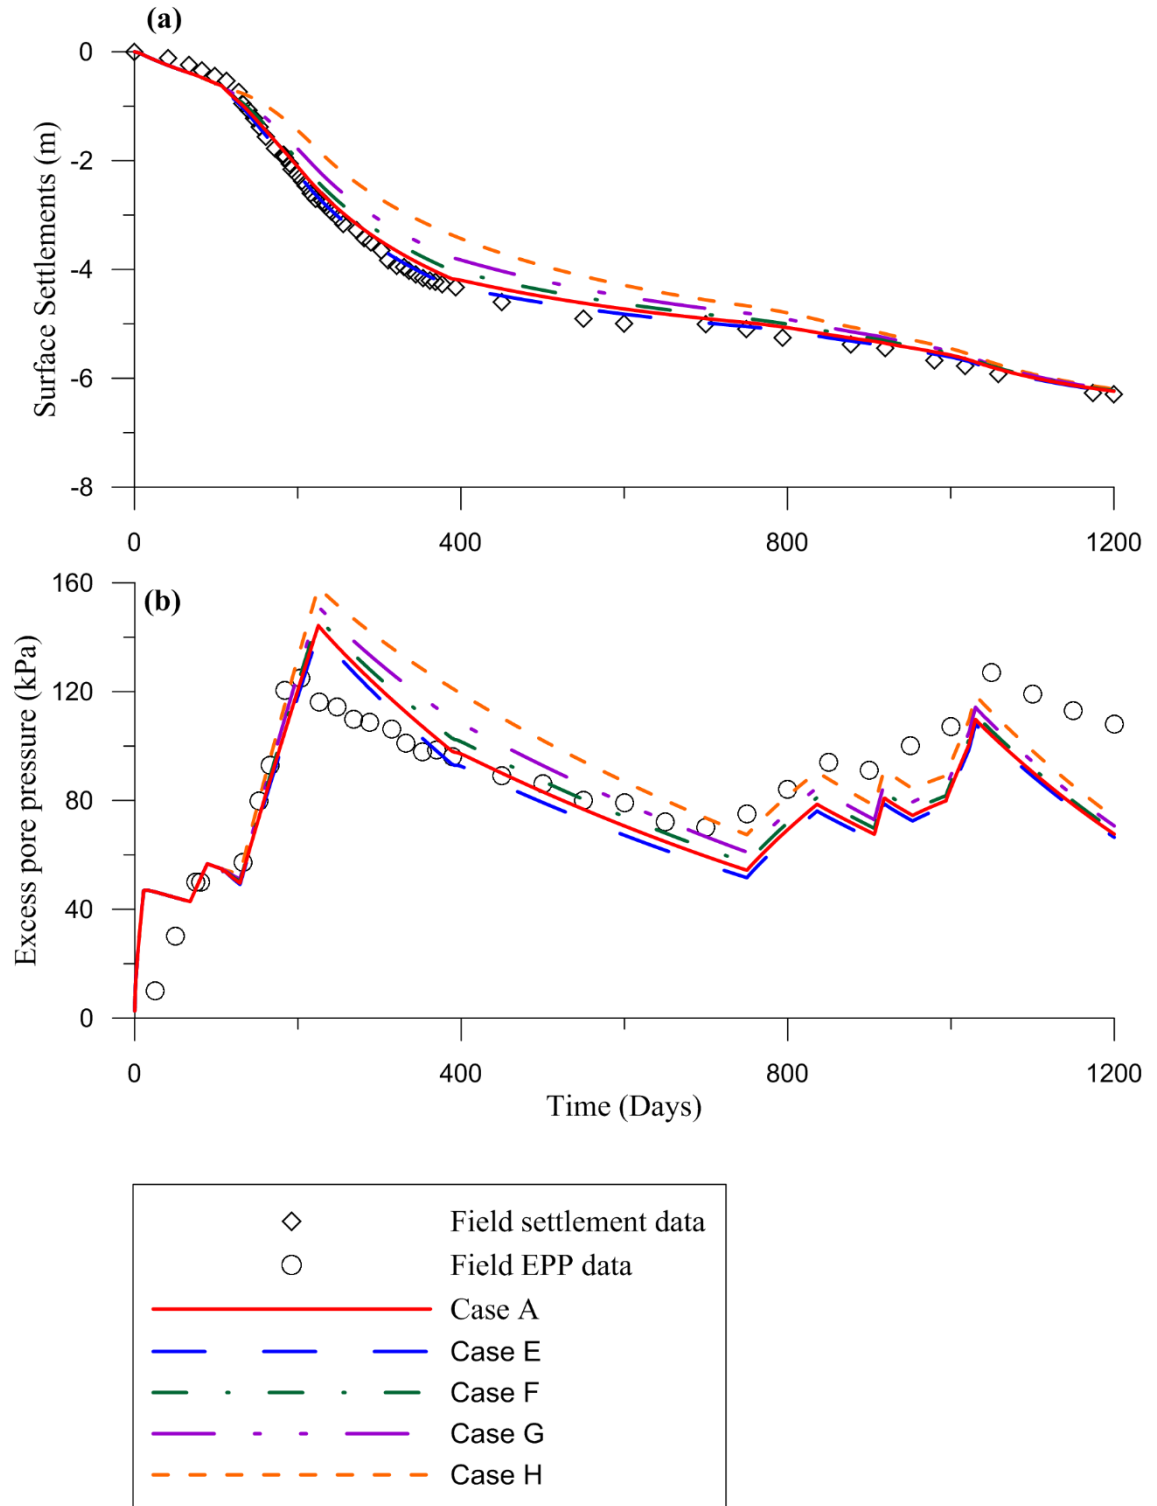 (a)
0
-2
-4
-6
-8
Surface Settlements (m)
0 400 800 1200
(b)
160
120
80
40
0
Excess pore pressure (kPa)
0 400 800 1200
Time (Days)
Field settlement data
Field EPP data
Case A
Case E
Case F
Case G
Case H